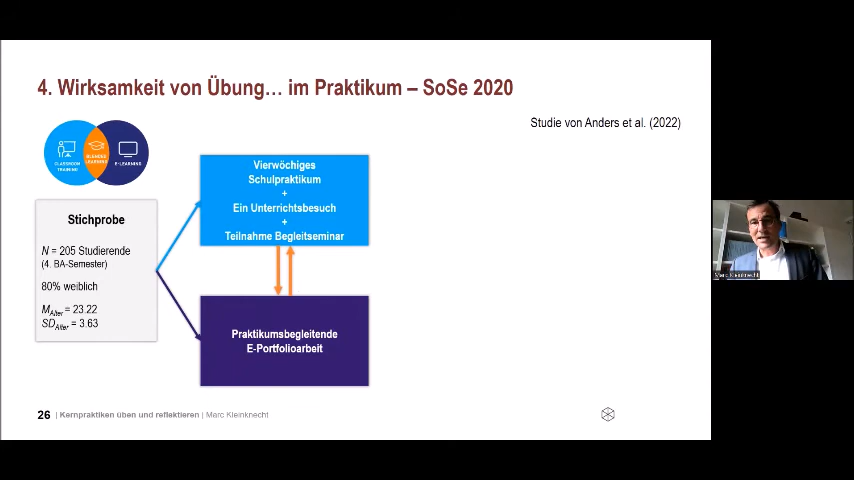 4. Wirksamkeit von Übung… im Praktikum – SoSe 2020
Studie von Anders et al. (2022)
CLASSROOM
TRAINING
BLENDED
LEARNING
E-LEARNING
Stichprobe
N = 205 Studierende
(4. BA-Semester)
80% weiblich
MAlter = 23.22
SDAlter = 3.63
Vierwöchiges
Schulpraktikum
+
Ein Unterrichtsbesuch
+
Teilnahme Begleitseminar
Praktikumsbegleitende
E-Portfolioarbeit
26 | Kernpraktiken üben und reflektieren | Marc Kleinknecht
Marc Kleinknecht